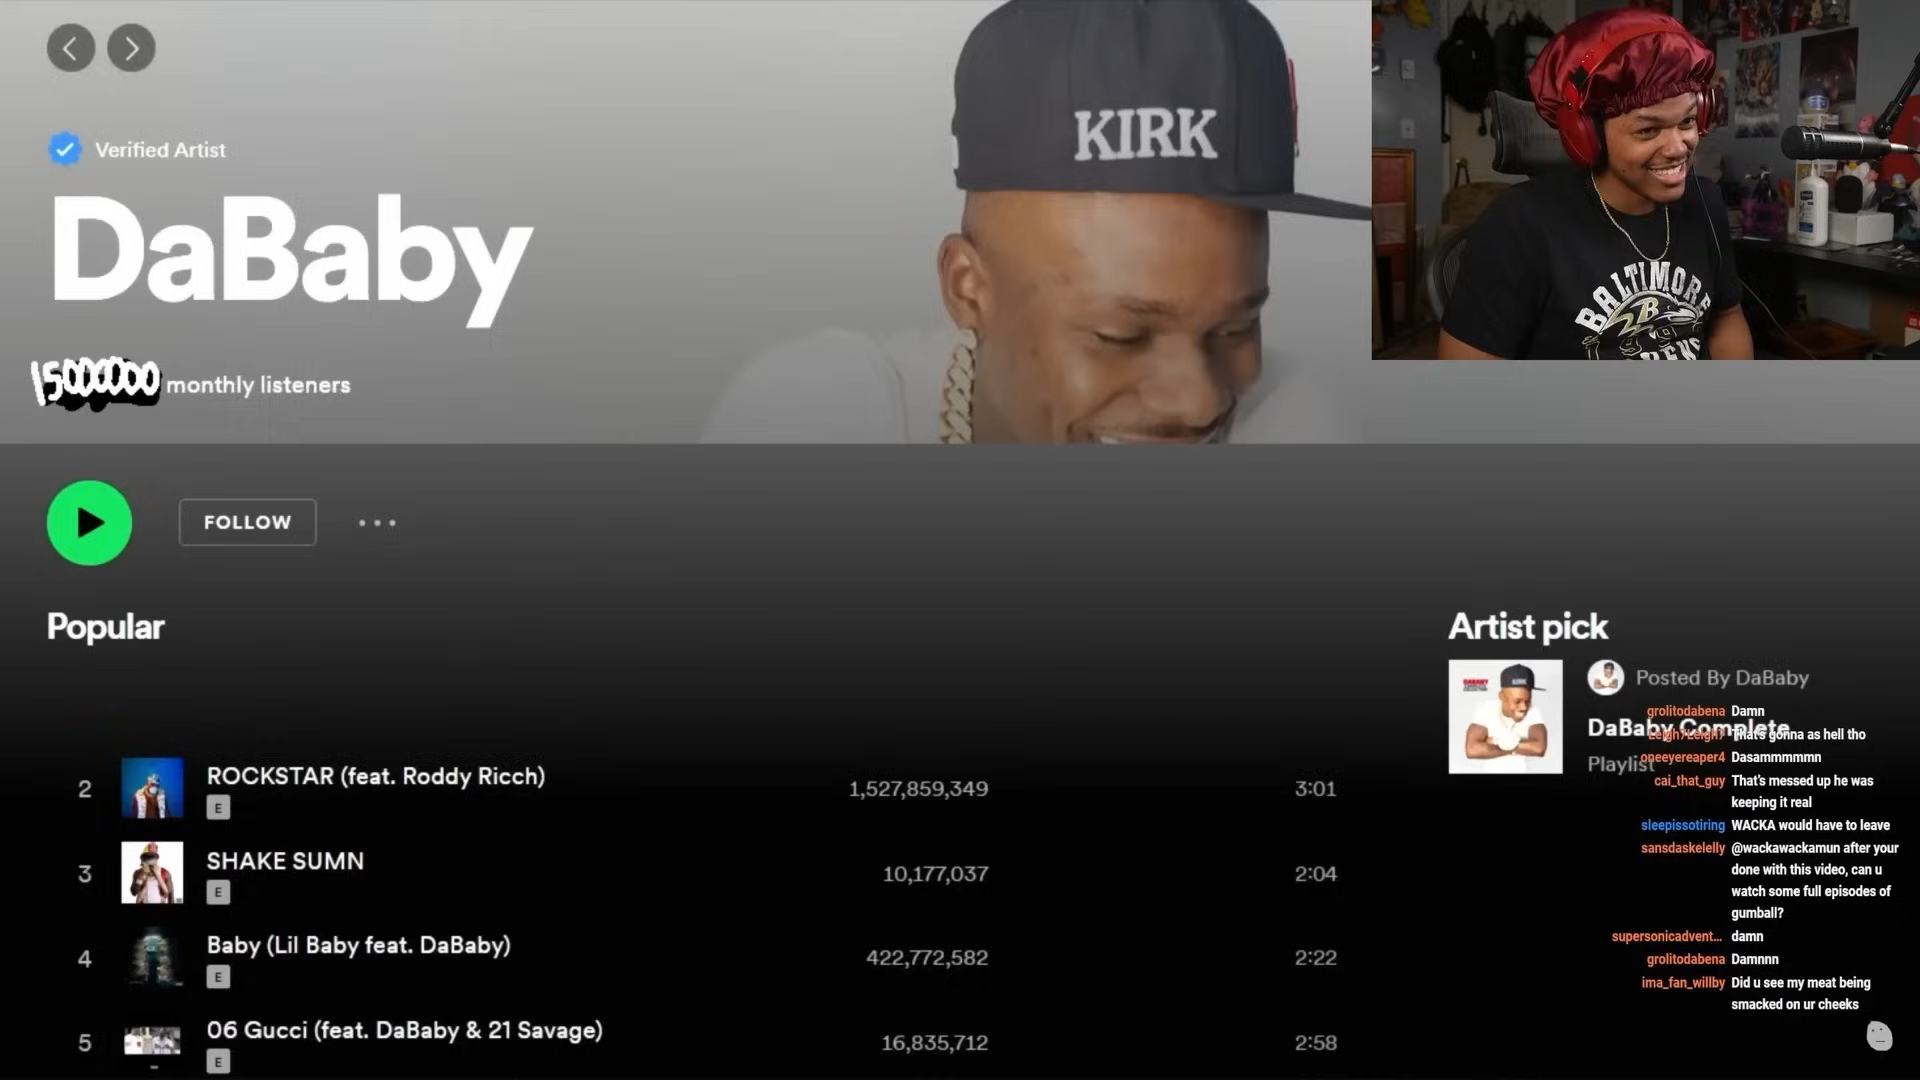 KIRK
Verified Artist
DaBaby
1500000 monthly listeners
BALTIMORE
B
FOLLOW
Popular
Artist pick
Posted By DaBaby
DaBaby Complete
Playlist
2 ROCKSTAR (feat. Roddy Ricch) 1,527,859,349 3:01
E
3 SHAKE SUMN 10,177,037 2:04
E
4 Baby (Lil Baby feat. DaBaby) 422,772,582 2:22
E
5 06 Gucci (feat. DaBaby & 21 Savage) 16,835,712 2:58
E
grolitodabena Damn
That's gonna as hell tho
oneeyereaper4 Dasammmmmn
cai_that_guy That's messed up he was
keeping it real
sleepissotiring WACKA would have to leave
sansdaskelelly @wackawackamun after your
done with this video, can u
watch some full episodes of
gumball?
supersonicadvent... damn
grolitodabena Damnnn
ima_fan_willby Did u see my meat being
smacked on ur cheeks